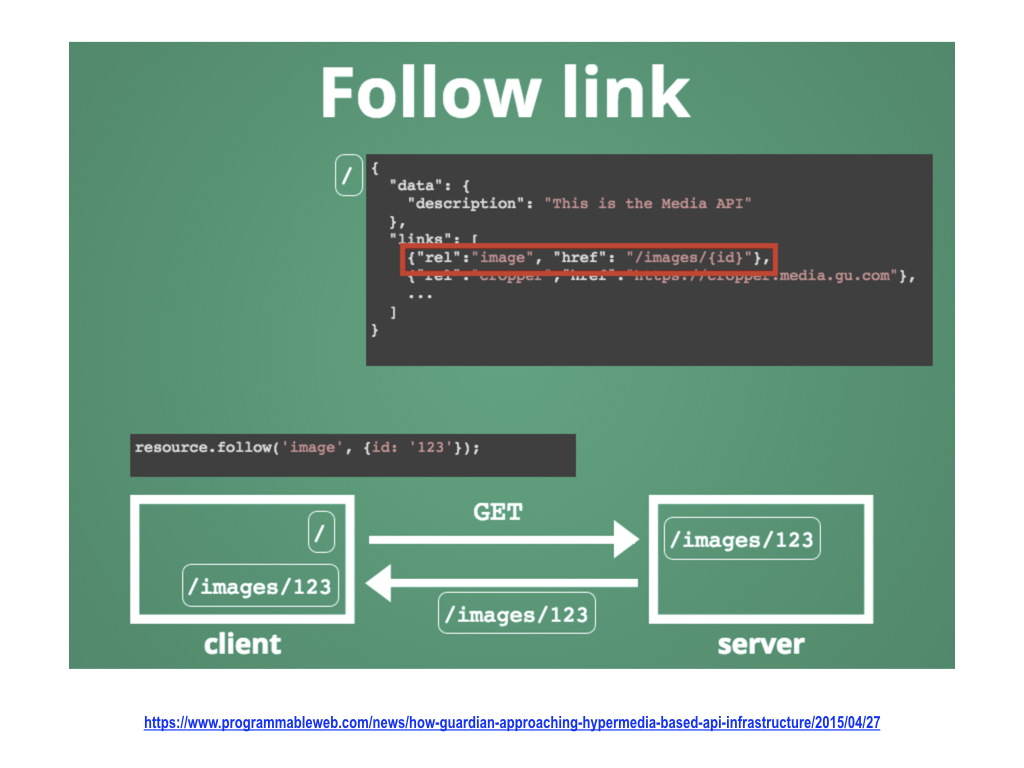 Follow link
/
{
"data": {
"description": "This is the Media API"
},
"links": [
{"rel":"image", "href": "/images/{id}"},
{"rel":"cropper","href":"https://cropper.media.gu.com"},
...
]
}
resource.follow('image', {id: '123'});
/
/images/123
client
GET
/images/123
/images/123
server
https://www.programmableweb.com/news/how-guardian-approaching-hypermedia-based-api-infrastructure/2015/04/27